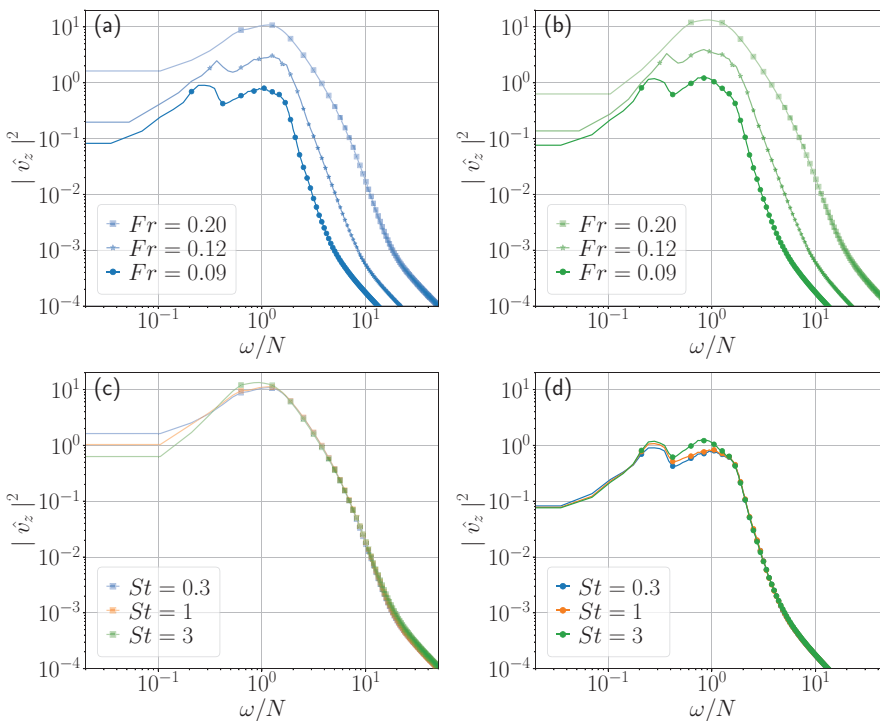 (a)
10^1
10^0
10^{-1}
10^{-2}
10^{-3}
10^{-4}
| \hat{v}_z |^2
Fr = 0.20
Fr = 0.12
Fr = 0.09
10^{-1} 10^0 10^1
ω/N
(b)
10^1
10^0
10^{-1}
10^{-2}
10^{-3}
10^{-4}
| \hat{v}_z |^2
Fr = 0.20
Fr = 0.12
Fr = 0.09
10^{-1} 10^0 10^1
ω/N
(c)
10^1
10^0
10^{-1}
10^{-2}
10^{-3}
10^{-4}
| \hat{v}_z |^2
St = 0.3
St = 1
St = 3
10^{-1} 10^0 10^1
ω/N
(d)
10^1
10^0
10^{-1}
10^{-2}
10^{-3}
10^{-4}
| \hat{v}_z |^2
St = 0.3
St = 1
St = 3
10^{-1} 10^0 10^1
ω/N